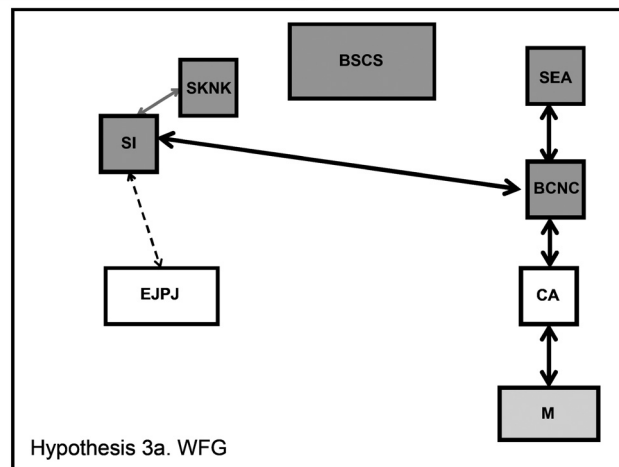 BSCS
SEA
SKNK
SI
BCNC
EJPJ
CA
M
Hypothesis 3a. WFG